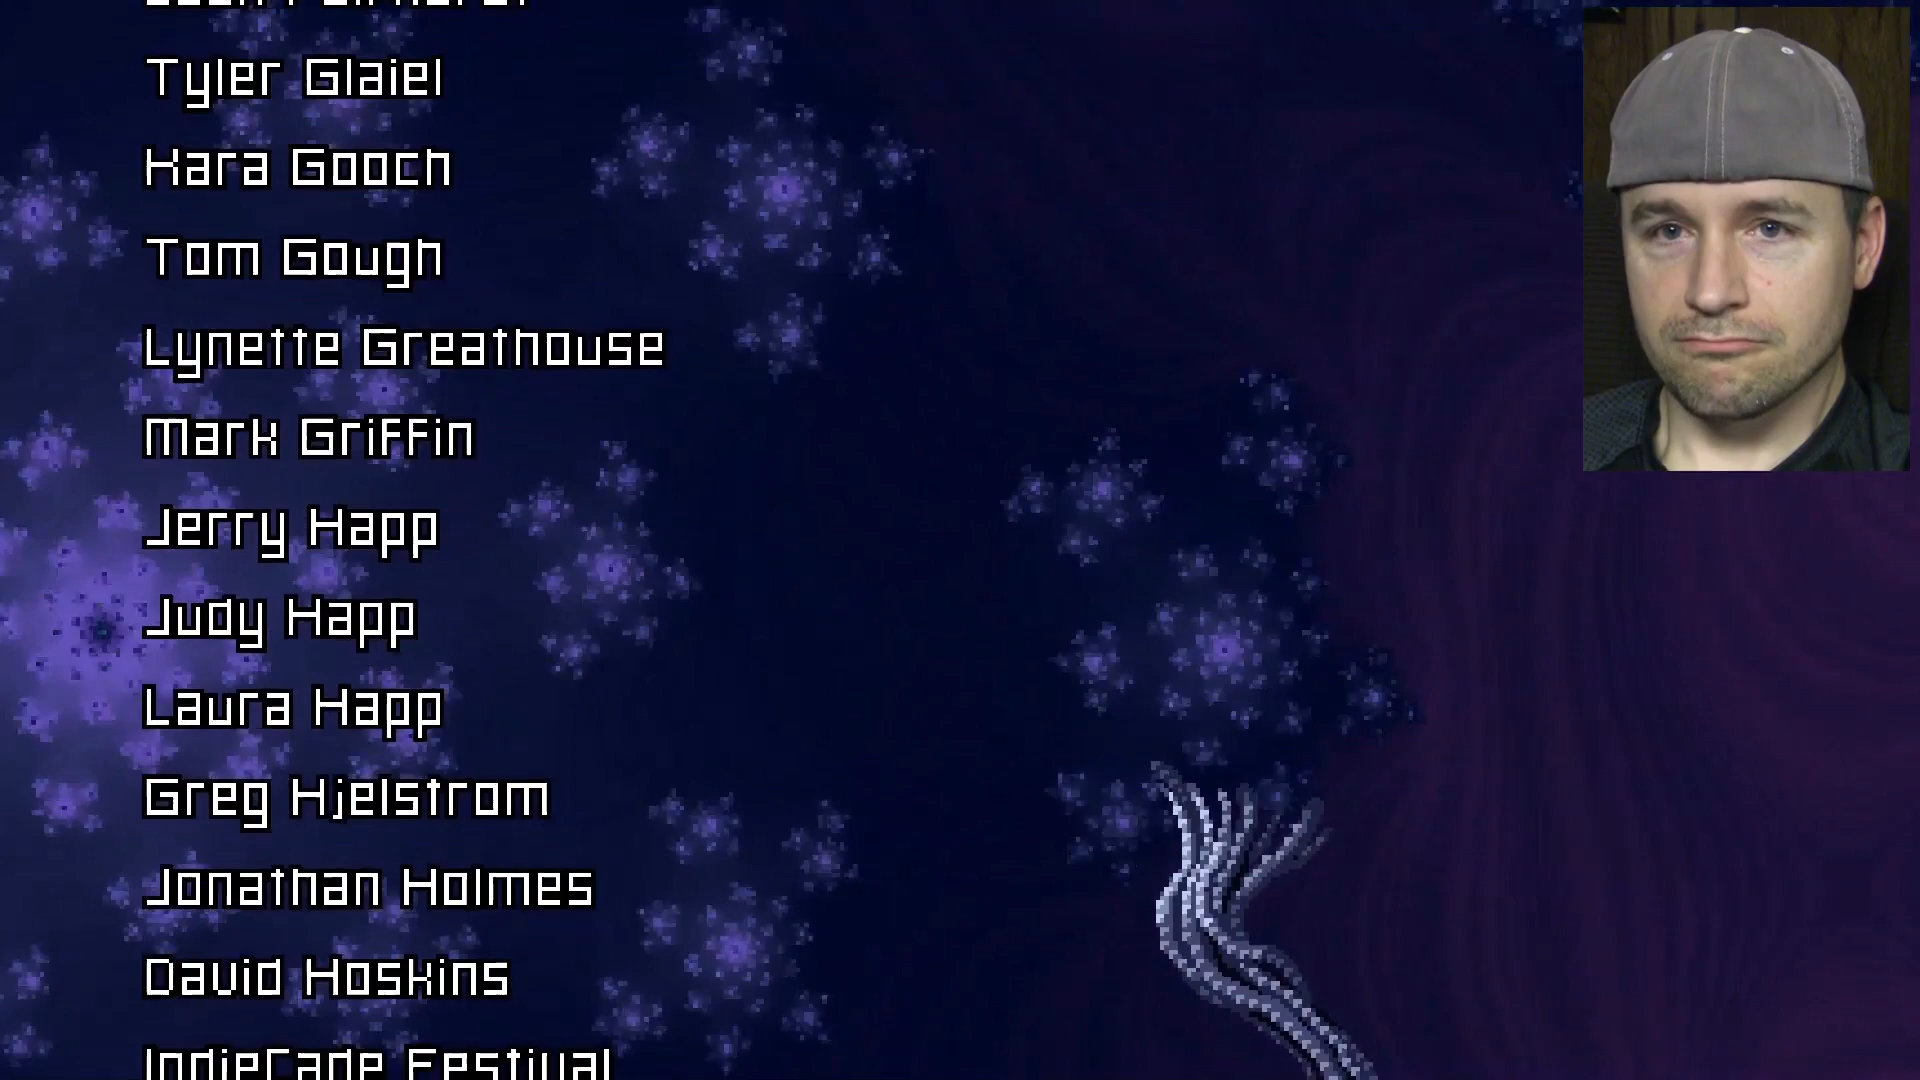 Tyler Glaiel
Kara Gooch
Tom Gough
Lynette Greathouse
Mark Griffin
Jerry Happ
Judy Happ
Laura Happ
Greg Hjelstrom
Jonathan Holmes
David Hoskins
IndieCade Festival